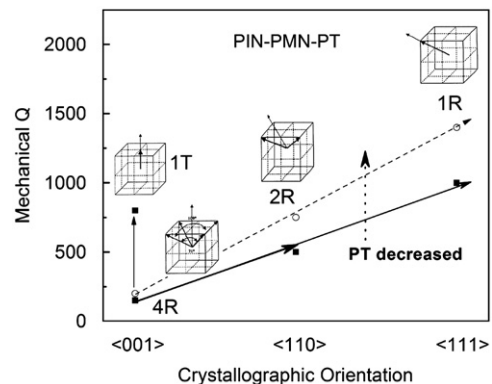 PIN-PMN-PT
2000
1R
1500
1T
2R
1000
PT decreased
500
4R
0
<001>
<110>
<111>
Mechanical Q
Crystallographic Orientation